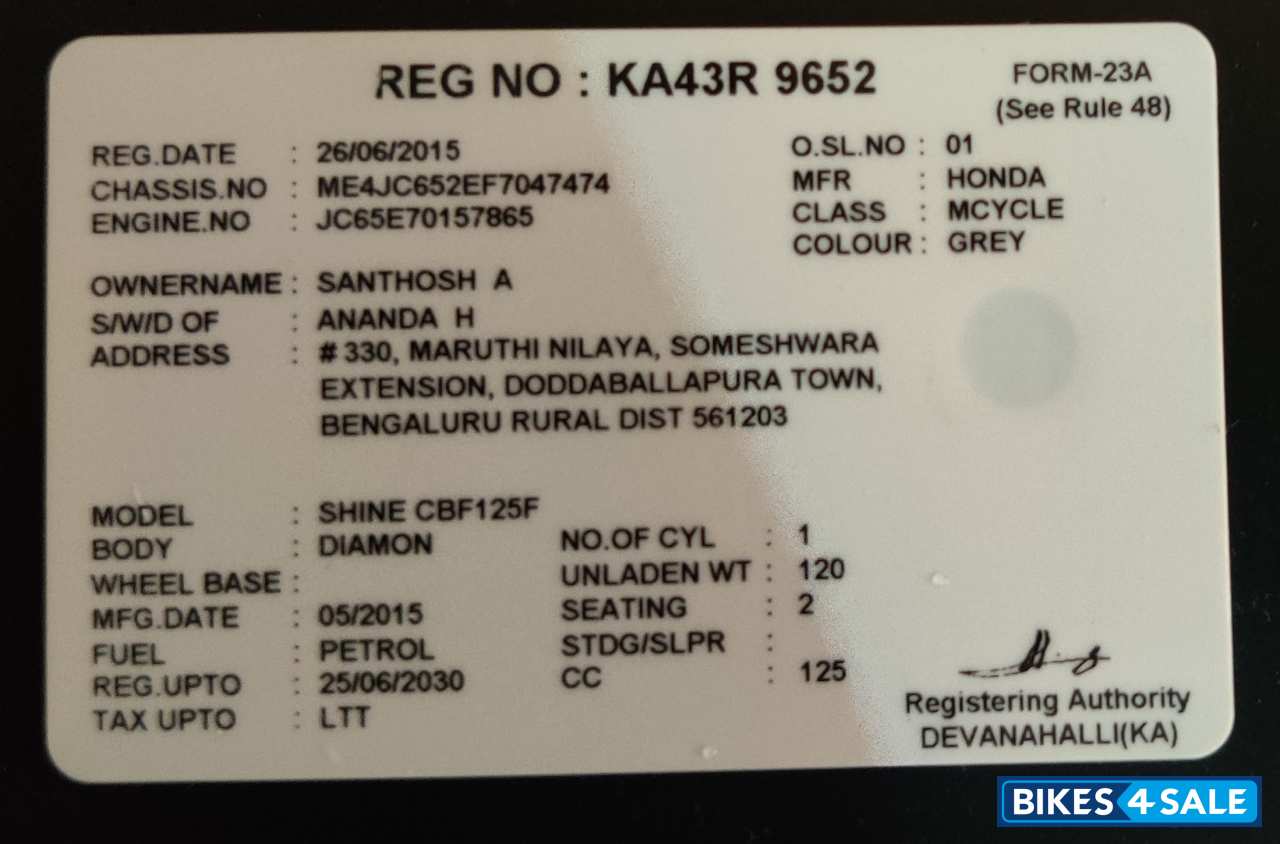 REG NO : KA43R 9652
FORM-23A
(See Rule 48)
REG.DATE : 26/06/2015
O.SL.NO : 01
CHASSIS.NO : ME4JC652EF7047474
MFR : HONDA
ENGINE.NO : JC65E70157865
CLASS : MCYCLE
COLOUR : GREY
OWNERNAME : SANTHOSH A
S/W/D OF : ANANDA H
ADDRESS : # 330, MARUTHI NILAYA, SOMESHWARA
EXTENSION, DODDABALLAPURA TOWN,
BENGALURU RURAL DIST 561203
MODEL : SHINE CBF125F
BODY : DIAMON
NO.OF CYL : 1
WHEEL BASE :
UNLADEN WT : 120
MFG.DATE : 05/2015
SEATING : 2
FUEL : PETROL
STDG/SLPR :
REG.UPTO : 25/06/2030
CC : 125
TAX UPTO : LTT
Registering Authority
DEVANAHALLI(KA)
BIKES4SALE